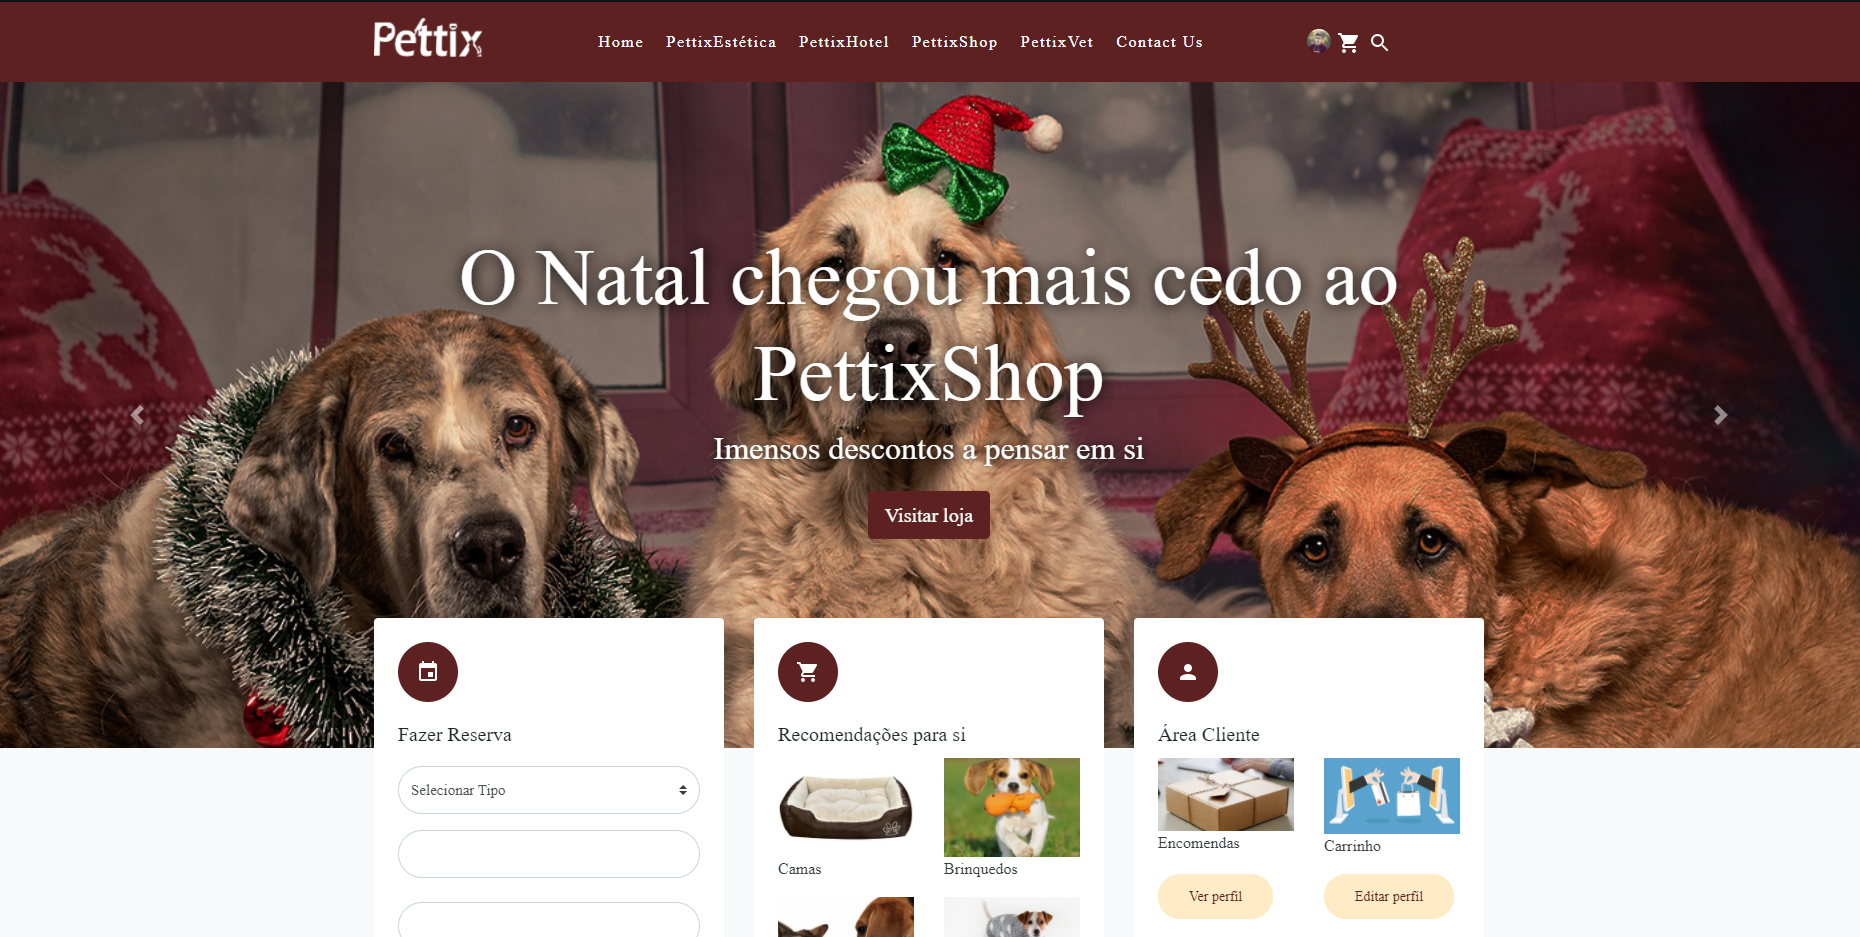 Pettix
Home PettixEstética PettixHotel PettixShop PettixVet Contact Us
O Natal chegou mais cedo ao
PettixShop
Imensos descontos a pensar em si
Visitar loja
Fazer Reserva
Selecionar Tipo
Recomendações para si
Camas
Brinquedos
Área Cliente
Encomendas
Carrinho
Ver perfil
Editar perfil